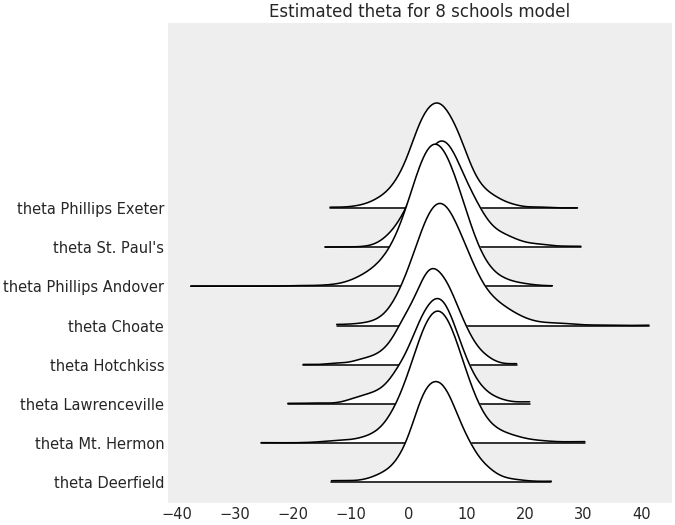 Estimated theta for 8 schools model
theta Phillips Exeter
theta St. Paul's
theta Phillips Andover
theta Choate
theta Hotchkiss
theta Lawrenceville
theta Mt. Hermon
theta Deerfield
−40 −30 −20 −10 0 10 20 30 40